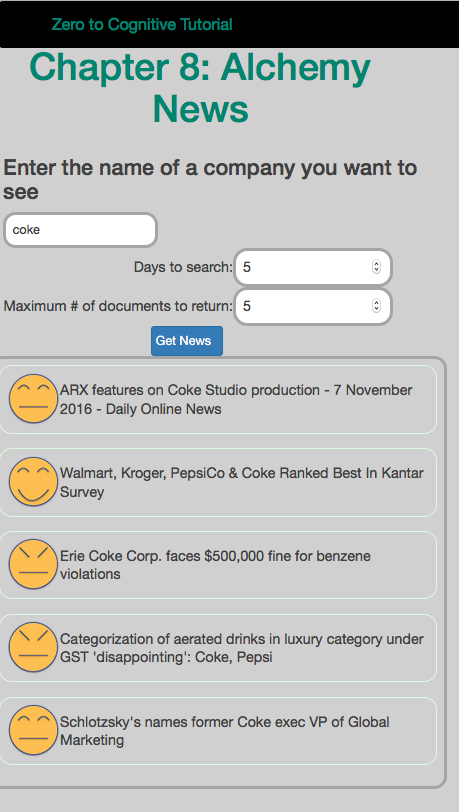 Zero to Cognitive Tutorial
Chapter 8: Alchemy
News
Enter the name of a company you want to
see
coke
Days to search: 5
Maximum # of documents to return: 5
Get News
ARX features on Coke Studio production - 7 November
2016 - Daily Online News
Walmart, Kroger, PepsiCo & Coke Ranked Best In Kantar
Survey
Erie Coke Corp. faces $500,000 fine for benzene
violations
Categorization of aerated drinks in luxury category under
GST 'disappointing': Coke, Pepsi
Schlotzsky's names former Coke exec VP of Global
Marketing